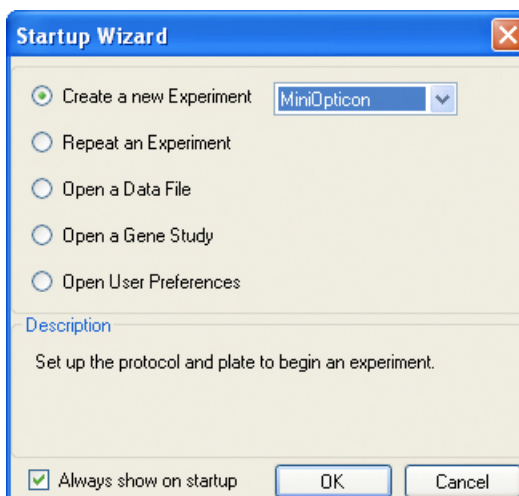 Startup Wizard
Create a new Experiment MiniOpticon
Repeat an Experiment
Open a Data File
Open a Gene Study
Open User Preferences
Description
Set up the protocol and plate to begin an experiment.
Always show on startup OK Cancel